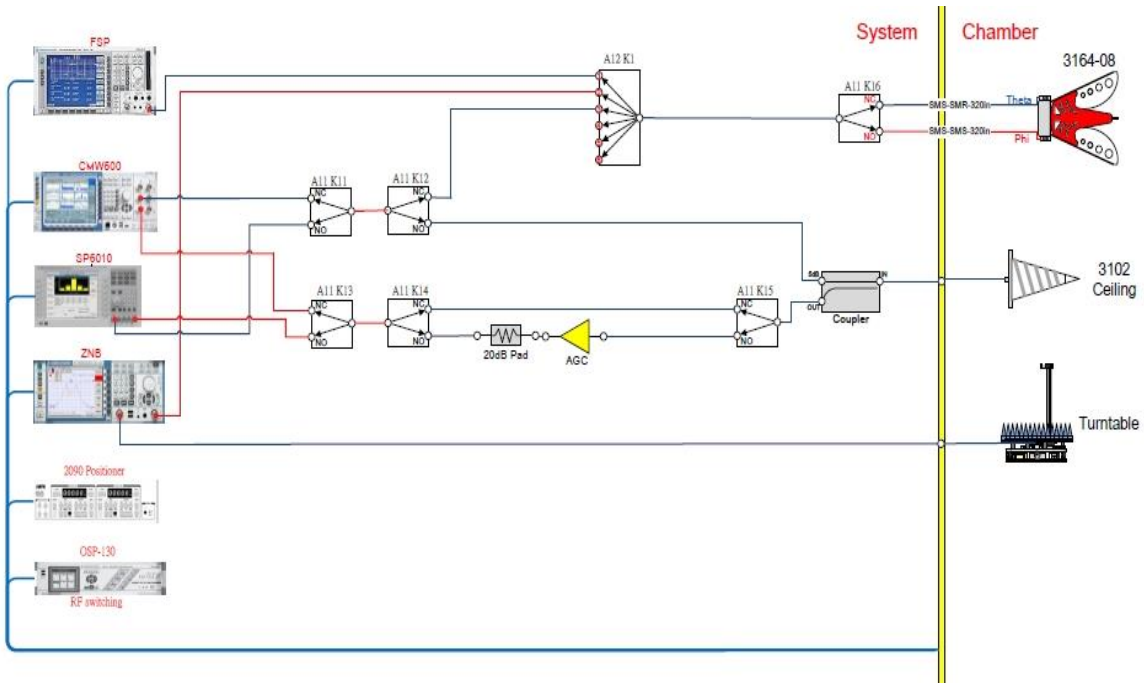 System
Chamber
FSP
A12 K1
3164-08
A11 K16
NC
SMS-SMR-320in
Theta
SMS-SMS-320in
NO
Phi
CMW500
A11 K11
A11 K12
NC
NC
NO
NO
SP6010
3102
Ceiling
5dB
IN
OUT
Coupler
A11 K13
A11 K14
A11 K15
NC
NC
NC
NO
NO
NO
20dB Pad
AGC
ZNB
Turntable
2090 Positioner
OSP-130
RF switching